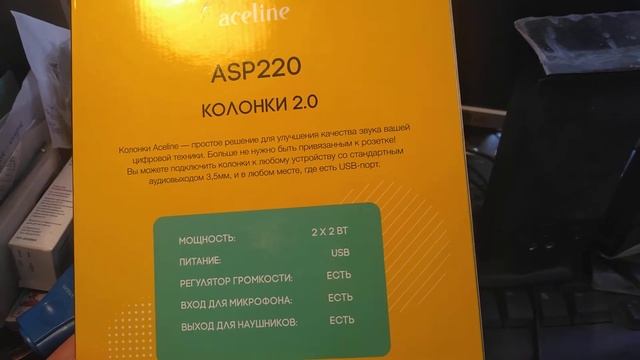 aceline
ASP220
КОЛОНКИ 2.0
Колонки Aceline — простое решение для улучшения качества звука вашей
цифровой техники. Больше не нужно быть привязанным к розетке!
Вы можете подключить колонки к любому устройству со стандартным
аудиовыходом 3,5мм, и в любом месте, где есть USB-порт.
МОЩНОСТЬ: 2 X 2 ВТ
ПИТАНИЕ: USB
РЕГУЛЯТОР ГРОМКОСТИ: ЕСТЬ
ВХОД ДЛЯ МИКРОФОНА: ЕСТЬ
ВЫХОД ДЛЯ НАУШНИКОВ: ЕСТЬ